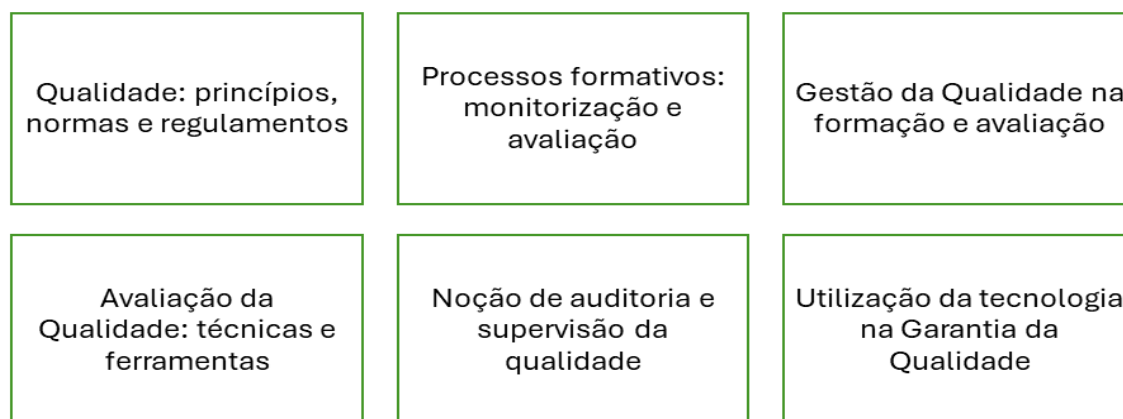 Qualidade: princípios,
normas e regulamentos
Processos formativos:
monitorização e
avaliação
Gestão da Qualidade na
formação e avaliação
Avaliação da
Qualidade: técnicas e
ferramentas
Noção de auditoria e
supervisão da
qualidade
Utilização da tecnologia
na Garantia da
Qualidade